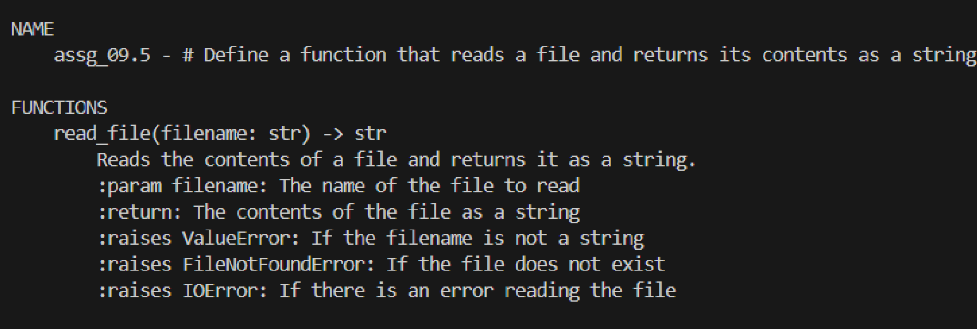 NAME
assg_09.5 - # Define a function that reads a file and returns its contents as a string
FUNCTIONS
read_file(filename: str) -> str
Reads the contents of a file and returns it as a string.
:param filename: The name of the file to read
:return: The contents of the file as a string
:raises ValueError: If the filename is not a string
:raises FileNotFoundError: If the file does not exist
:raises IOError: If there is an error reading the file